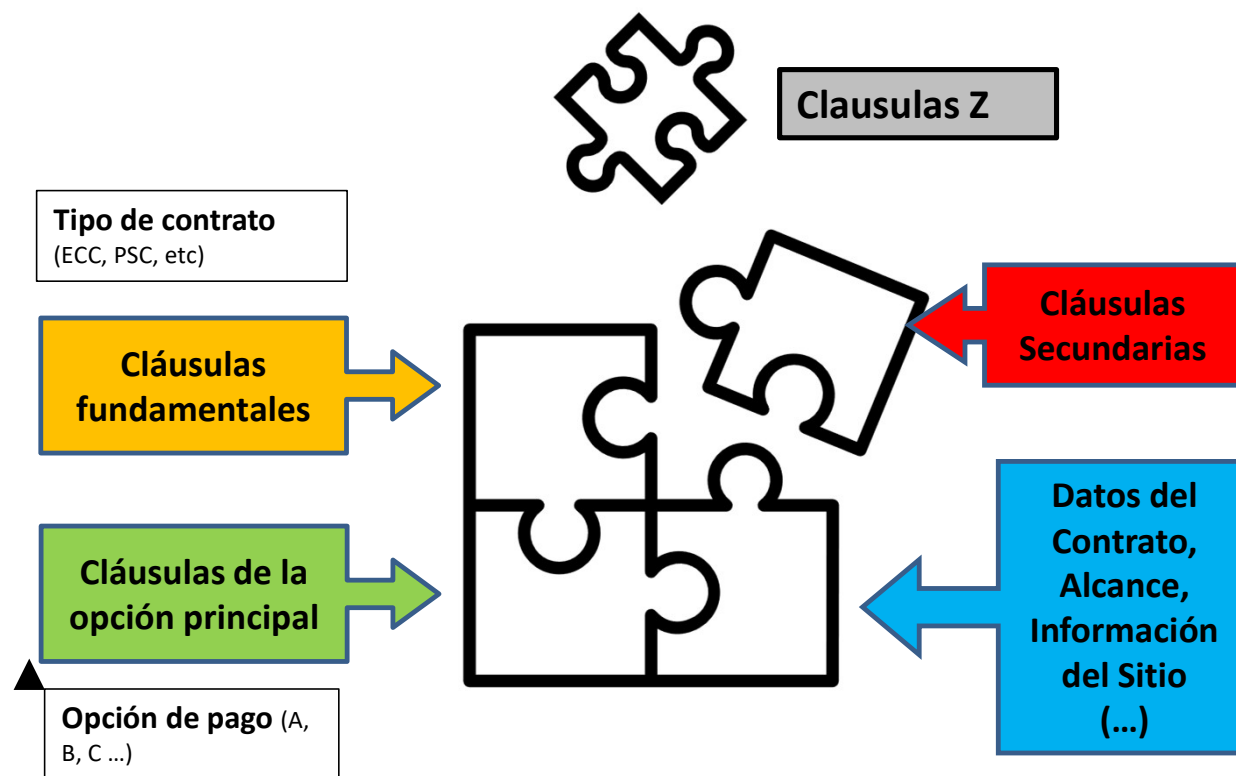 Clausulas Z
Tipo de contrato
(ECC, PSC, etc)
Cláusulas
fundamentales
Cláusulas de la
opción principal
Opción de pago (A,
B, C ...)
Cláusulas
Secundarias
Datos del
Contrato,
Alcance,
Información
del Sitio
(...)